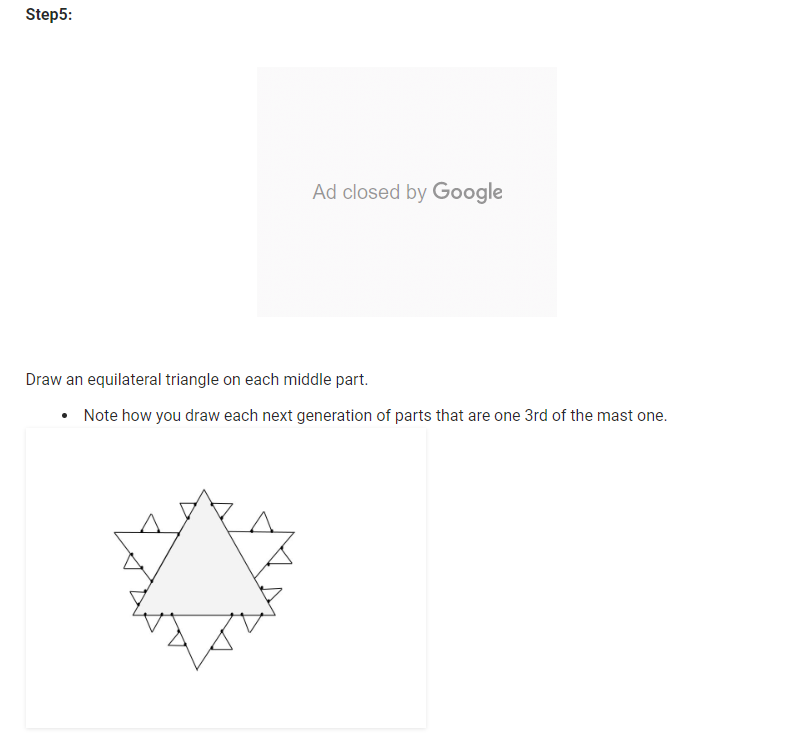 Step5:
Ad closed by Google
Draw an equilateral triangle on each middle part.
• Note how you draw each next generation of parts that are one 3rd of the mast one.